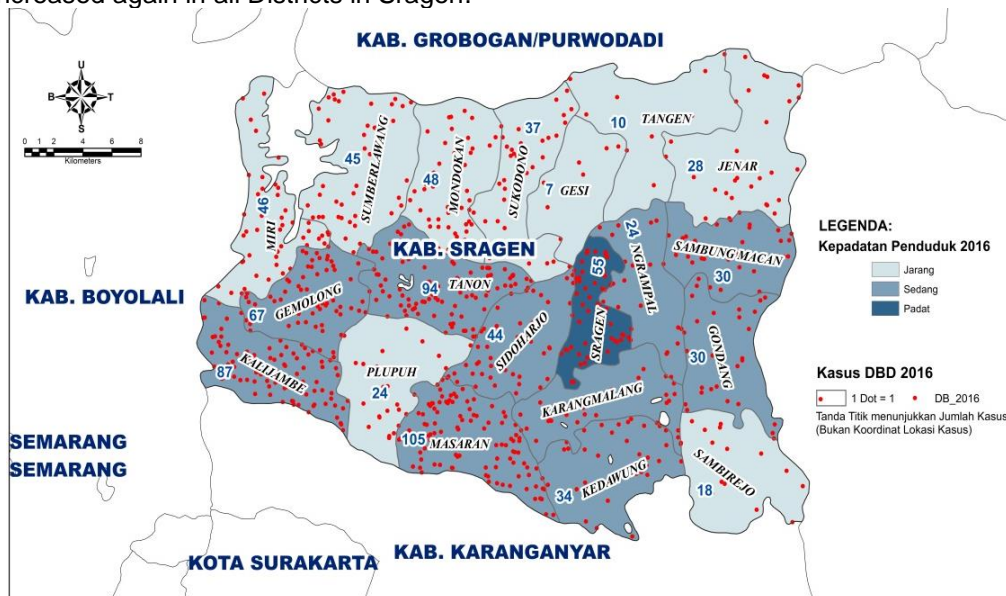 increased again in all Districts in Sragen.
KAB. GROBOGAN/PURWODADI
U
B
T
S
0 1 2 4 6 8
Kilometers
KAB. BOYOLALI
SEMARANG
SEMARANG
KOTA SURAKARTA
KAB. KARANGANYAR
KAB. SRAGEN
46
MIRI
45
SUMBERLAWANG
48
MONDOKAN
37
SUKODONO
7
GESI
10
TANGEN
28
JENAR
67
GEMOLONG
94
TANON
87
KALIJAMBE
24
PLUPUH
105
MASARAN
44
SIDOHARJO
55
SRAGEN
24
NGRAMPAL
SAMBUNG MACAN
30
30
GONDANG
KARANGMALANG
34
KEDAWUNG
18
SAMBIREJO
LEGENDA:
Kepadatan Penduduk 2016
Jarang
Sedang
Padat
Kasus DBD 2016
1 Dot = 1
DB_2016
Tanda Titik menunjukkan Jumlah Kasus
(Bukan Koordinat Lokasi Kasus)